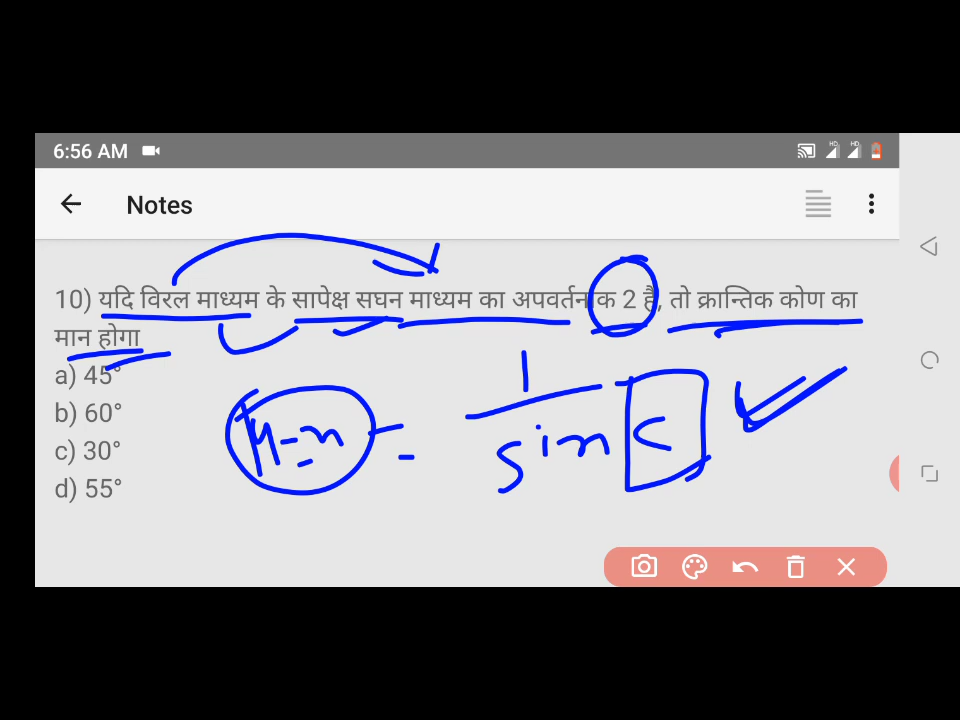 6:56 AM
Notes
10) यदि विरल माध्यम के सापेक्ष सघन माध्यम का अपवर्तनांक 2 है, तो क्रान्तिक कोण का
मान होगा
a) 45°
b) 60°
c) 30°
d) 55°
μ = n = 1
sin c